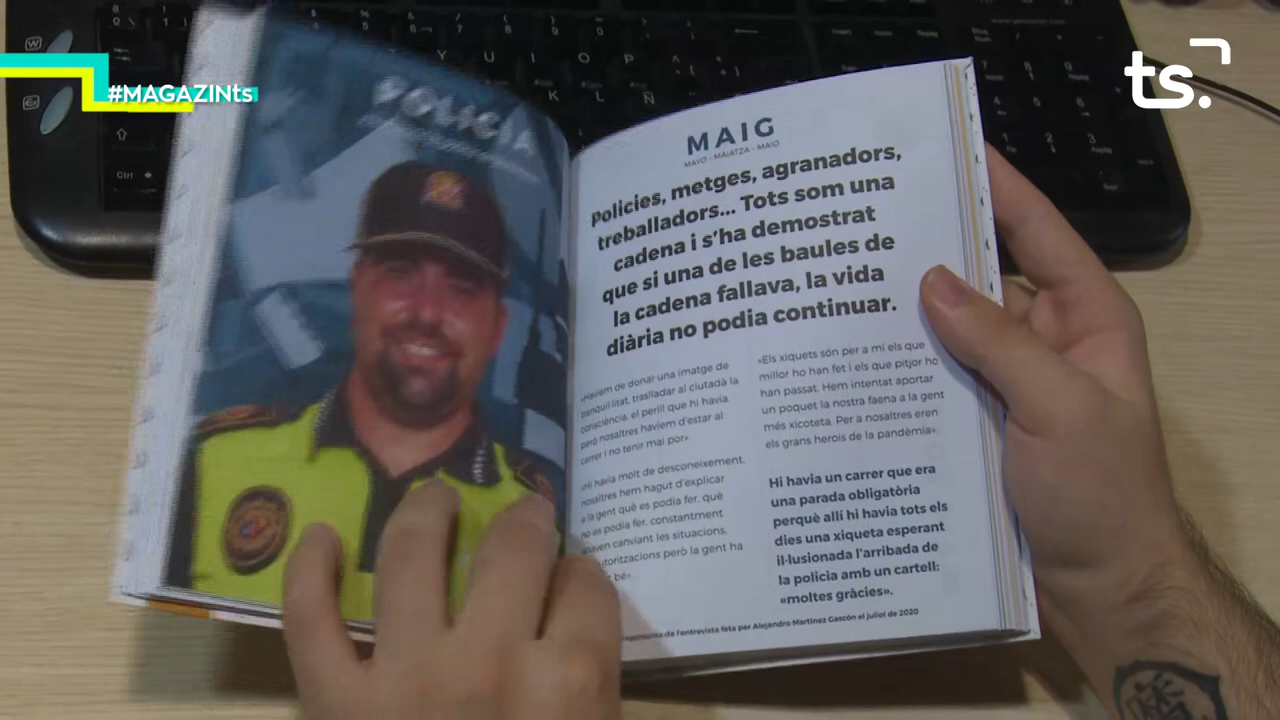 #MAGAZINts
ts.
POLICIA
MAIG
MAYO - MAIATZA - MAIO
Policies, metges, agranadors,
treballadors... Tots som una
cadena i s'ha demostrat
que si una de les baules de
la cadena fallava, la vida
diària no podia continuar.
«Havíem de donar una imatge de
tranquil·litat, traslladar al ciutadà la
consciència, el perill que hi havia
però nosaltres havíem d'estar al
carrer i no tenir mai por»
«Hi havia molt de desconeixement,
nosaltres hem hagut d'explicar
a la gent què es podia fer, què
no es podia fer, constantment
anaven canviant les situacions,
autoritzacions però la gent ha
bé»
«Els xiquets són per a mi els que
millor ho han fet i els que pitjor ho
han passat. Hem intentat aportar
un poquet la nostra faena a la gent
més xicoteta. Per a nosaltres eren
els grans herois de la pandèmia».
Hi havia un carrer que era
una parada obligatòria
perquè allí hi havia tots els
dies una xiqueta esperant
il·lusionada l'arribada de
la policia amb un cartell:
«moltes gràcies».
de l'entrevista feta per Alejandro Martínez Gascón el juliol de 2020
Y U I O P
K L Ñ
Ctrl